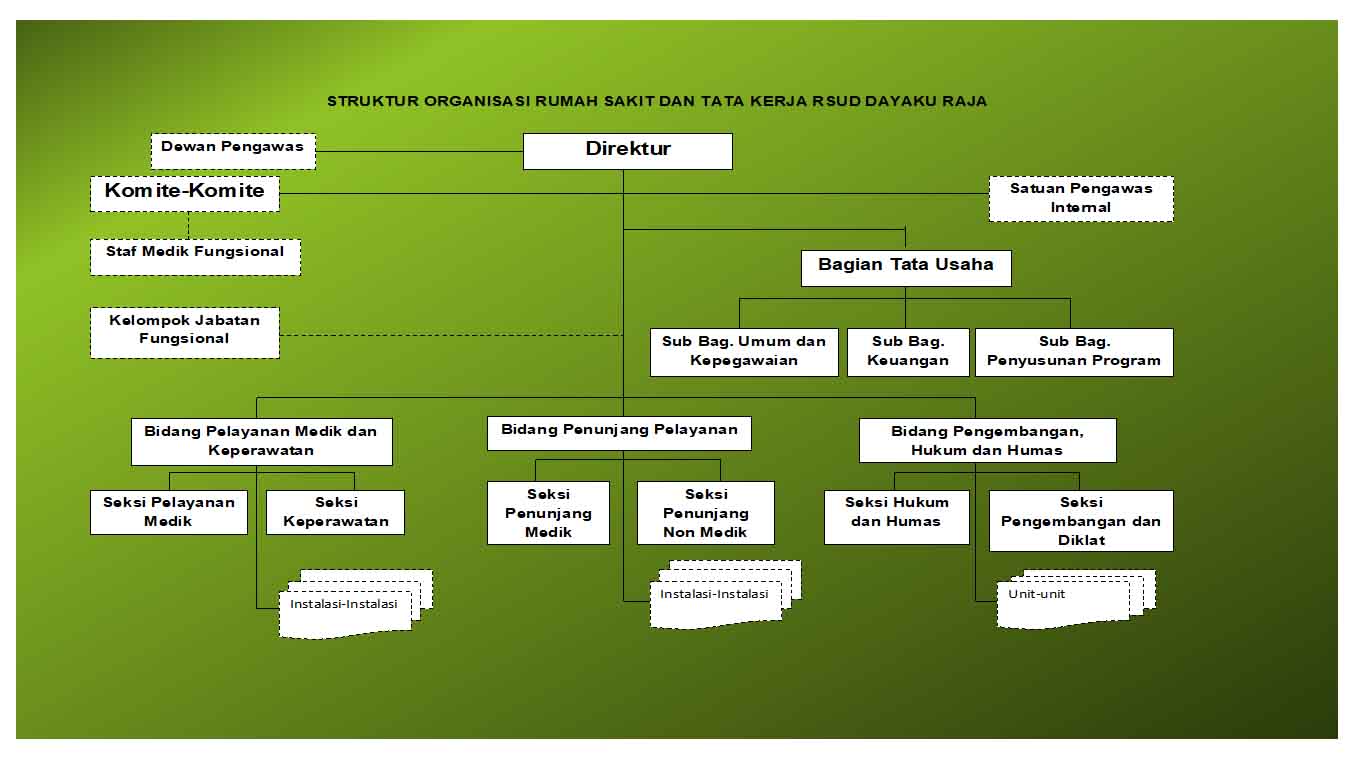 STRUKTUR ORGANISASI RUMAH SAKIT DAN TATA KERJA RSUD DAYAKU RAJA
Dewan Pengawas
Direktur
Komite-Komite
Satuan Pengawas
Internal
Staf Medik Fungsional
Bagian Tata Usaha
Kelompok Jabatan
Fungsional
Sub Bag. Umum dan
Kepegawaian
Sub Bag.
Keuangan
Sub Bag.
Penyusunan Program
Bidang Pelayanan Medik dan
Keperawatan
Bidang Penunjang Pelayanan
Bidang Pengembangan,
Hukum dan Humas
Seksi Pelayanan
Medik
Seksi
Keperawatan
Seksi
Penunjang
Medik
Seksi
Penunjang
Non Medik
Seksi Hukum
dan Humas
Seksi
Pengembangan dan
Diklat
Instalasi-Instalasi
Instalasi-Instalasi
Unit-unit